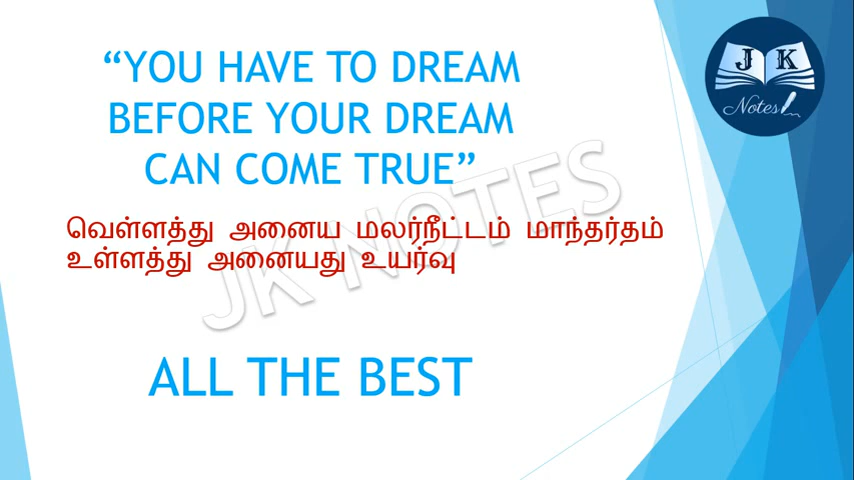 “YOU HAVE TO DREAM
BEFORE YOUR DREAM
CAN COME TRUE”
வெள்ளத்து அனைய மலர்நீட்டம் மாந்தர்தம்
உள்ளத்து அனையது உயர்வு
ALL THE BEST
JK NOTES
J K
Notes